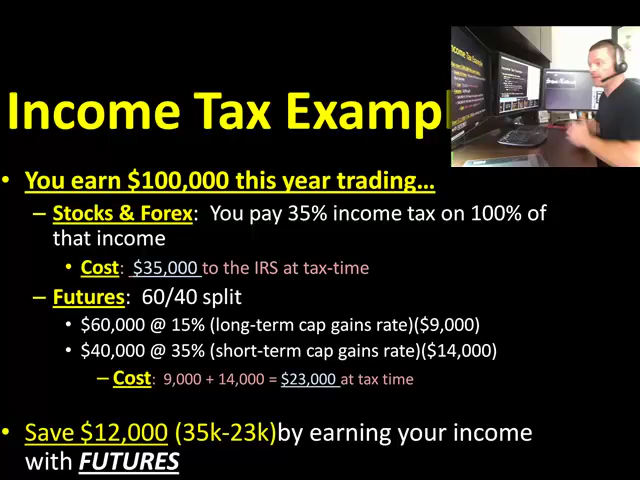 Income Tax Examp
• You earn $100,000 this year trading…
– Stocks & Forex: You pay 35% income tax on 100% of
that income
• Cost: $35,000 to the IRS at tax-time
– Futures: 60/40 split
• $60,000 @ 15% (long-term cap gains rate)($9,000)
• $40,000 @ 35% (short-term cap gains rate)($14,000)
– Cost: 9,000 + 14,000 = $23,000 at tax time
• Save $12,000 (35k-23k)by earning your income
with FUTURES